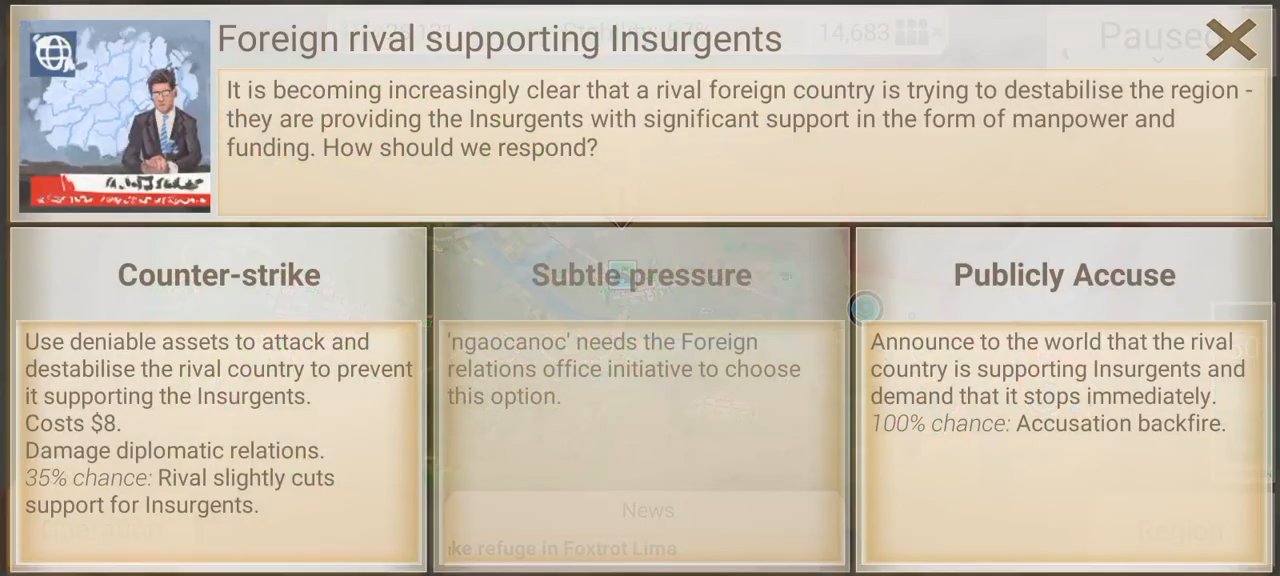 Foreign rival supporting Insurgents
14,683
Paused
It is becoming increasingly clear that a rival foreign country is trying to destabilise the region -
they are providing the Insurgents with significant support in the form of manpower and
funding. How should we respond?
Counter-strike
Use deniable assets to attack and
destabilise the rival country to prevent
it supporting the Insurgents.
Costs $8.
Damage diplomatic relations.
35% chance: Rival slightly cuts
support for Insurgents.
Operation
Subtle pressure
'ngaocanoc' needs the Foreign
relations office initiative to choose
this option.
News
ke refuge in Foxtrot Lima
Publicly Accuse
Announce to the world that the rival
country is supporting Insurgents and
demand that it stops immediately.
100% chance: Accusation backfire.
Region